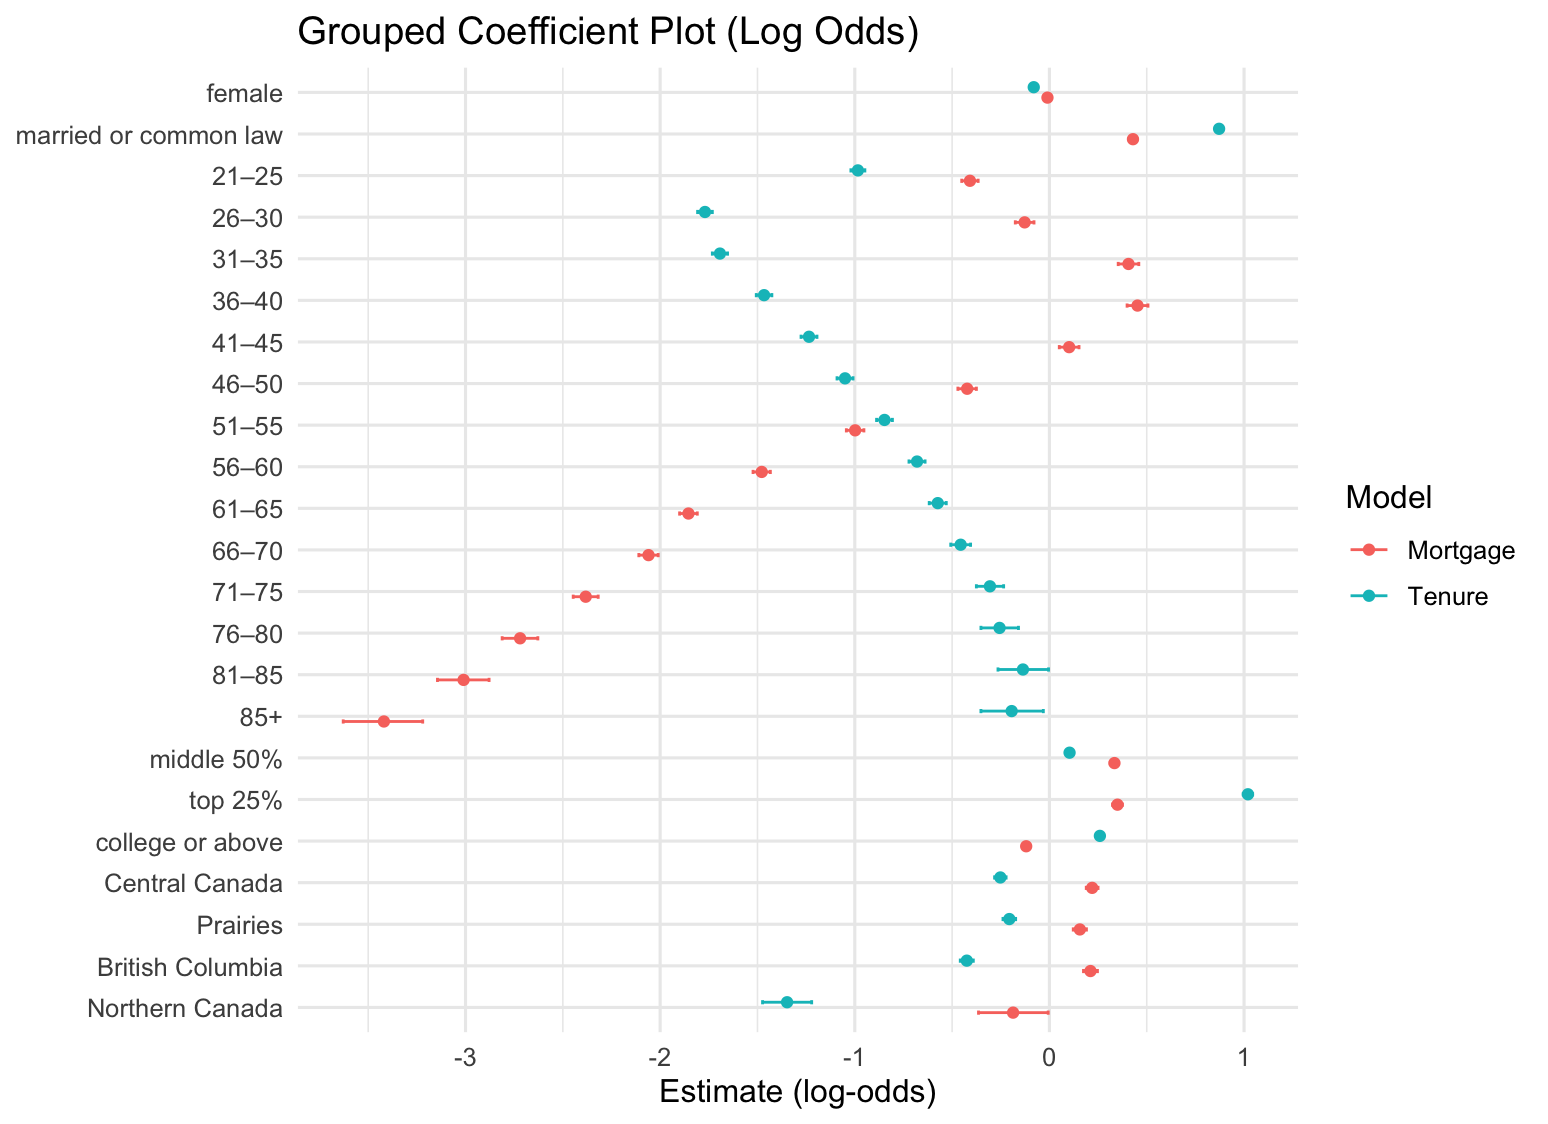 Grouped Coefficient Plot (Log Odds)
female
married or common law
21–25
26–30
31–35
36–40
41–45
46–50
51–55
56–60
61–65
66–70
71–75
76–80
81–85
85+
middle 50%
top 25%
college or above
Central Canada
Prairies
British Columbia
Northern Canada
-3 -2 -1 0 1
Estimate (log-odds)
Model
Mortgage
Tenure